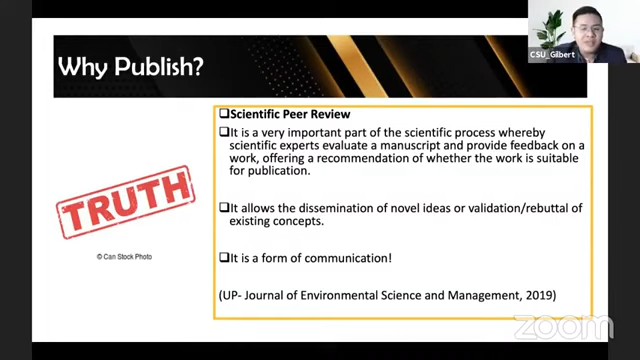 CSU_Gilbert
Why Publish?
❑Scientific Peer Review
❑It is a very important part of the scientific process whereby
scientific experts evaluate a manuscript and provide feedback on a
work, offering a recommendation of whether the work is suitable
for publication.
❑It allows the dissemination of novel ideas or validation/rebuttal of
existing concepts.
❑It is a form of communication!
(UP- Journal of Environmental Science and Management, 2019)
TRUTH
© Can Stock Photo
zoom